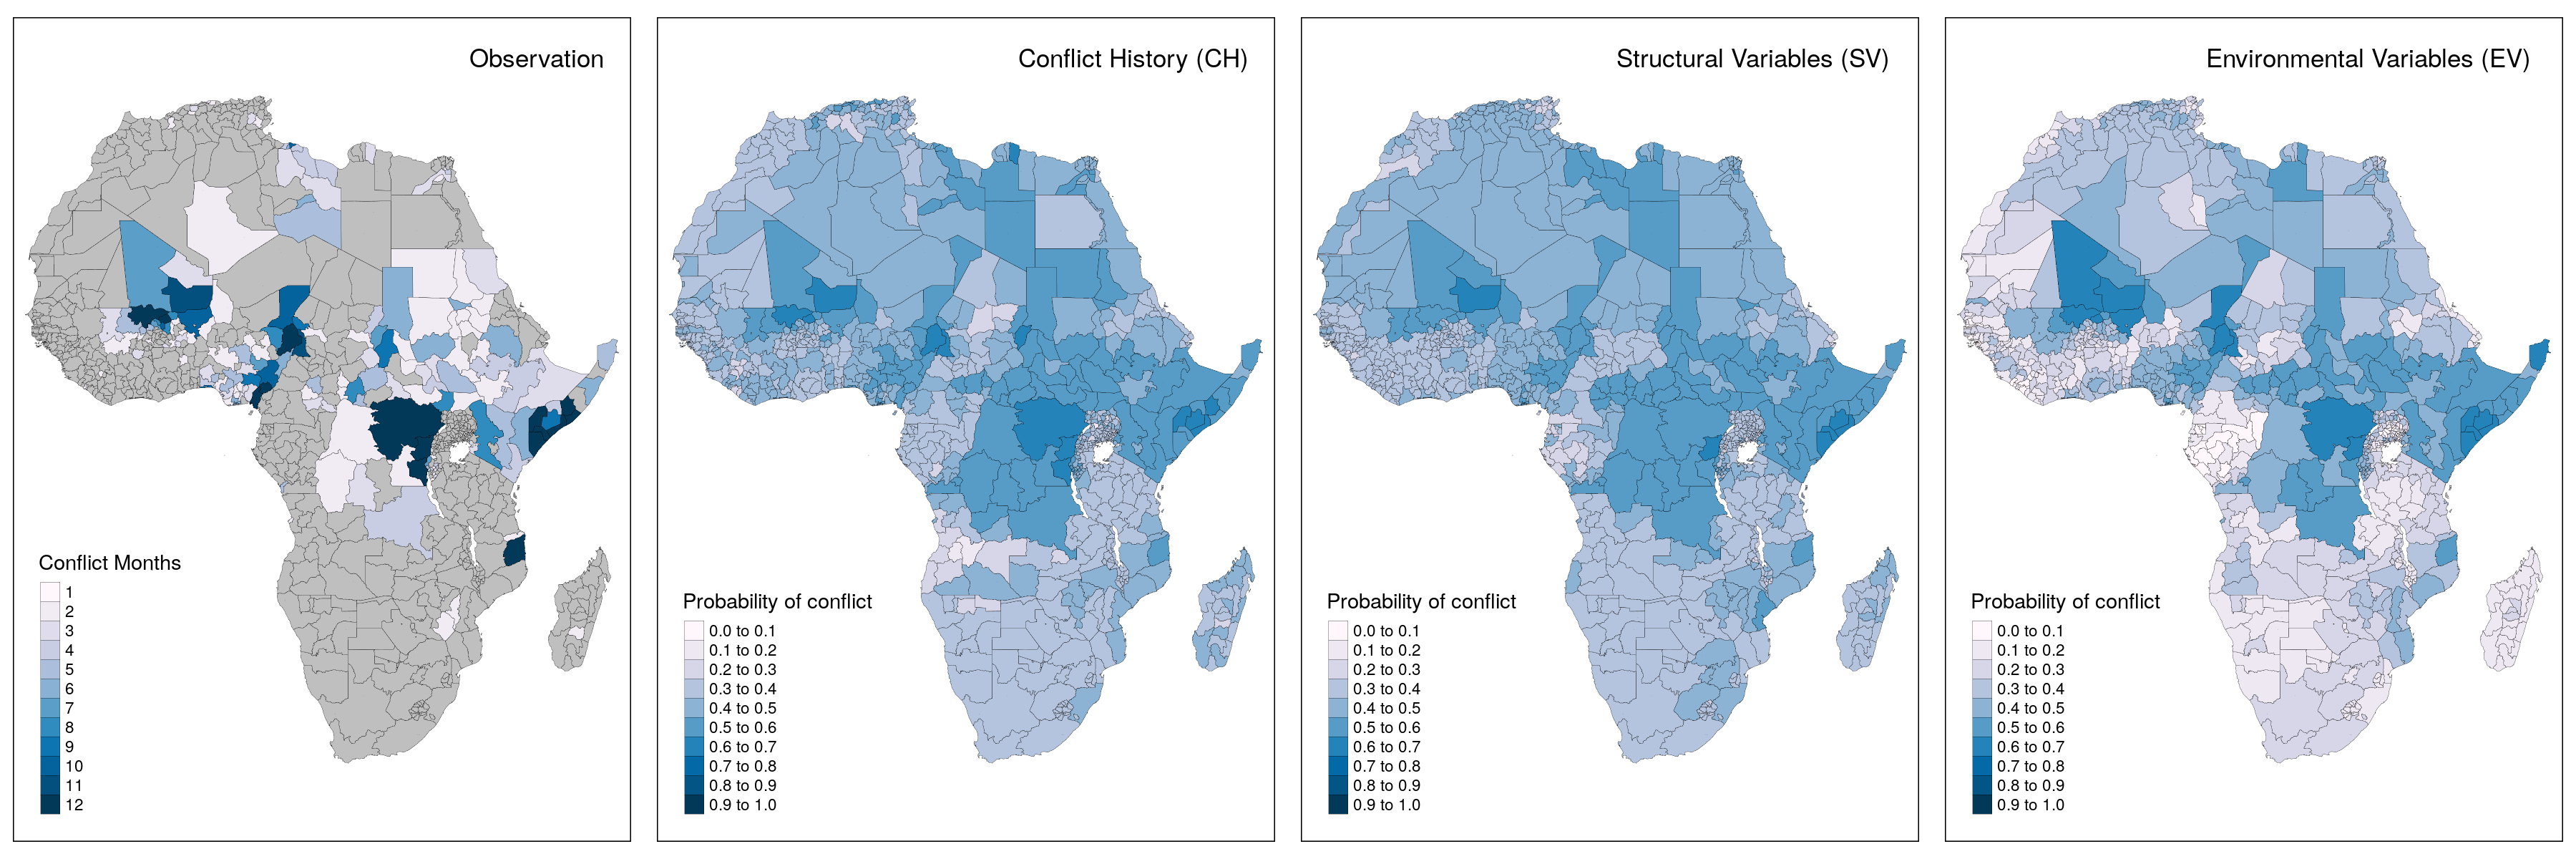 Observation
Conflict Months
1
2
3
4
5
6
7
8
9
10
11
12
Conflict History (CH)
Probability of conflict
0.0 to 0.1
0.1 to 0.2
0.2 to 0.3
0.3 to 0.4
0.4 to 0.5
0.5 to 0.6
0.6 to 0.7
0.7 to 0.8
0.8 to 0.9
0.9 to 1.0
Structural Variables (SV)
Probability of conflict
0.0 to 0.1
0.1 to 0.2
0.2 to 0.3
0.3 to 0.4
0.4 to 0.5
0.5 to 0.6
0.6 to 0.7
0.7 to 0.8
0.8 to 0.9
0.9 to 1.0
Environmental Variables (EV)
Probability of conflict
0.0 to 0.1
0.1 to 0.2
0.2 to 0.3
0.3 to 0.4
0.4 to 0.5
0.5 to 0.6
0.6 to 0.7
0.7 to 0.8
0.8 to 0.9
0.9 to 1.0